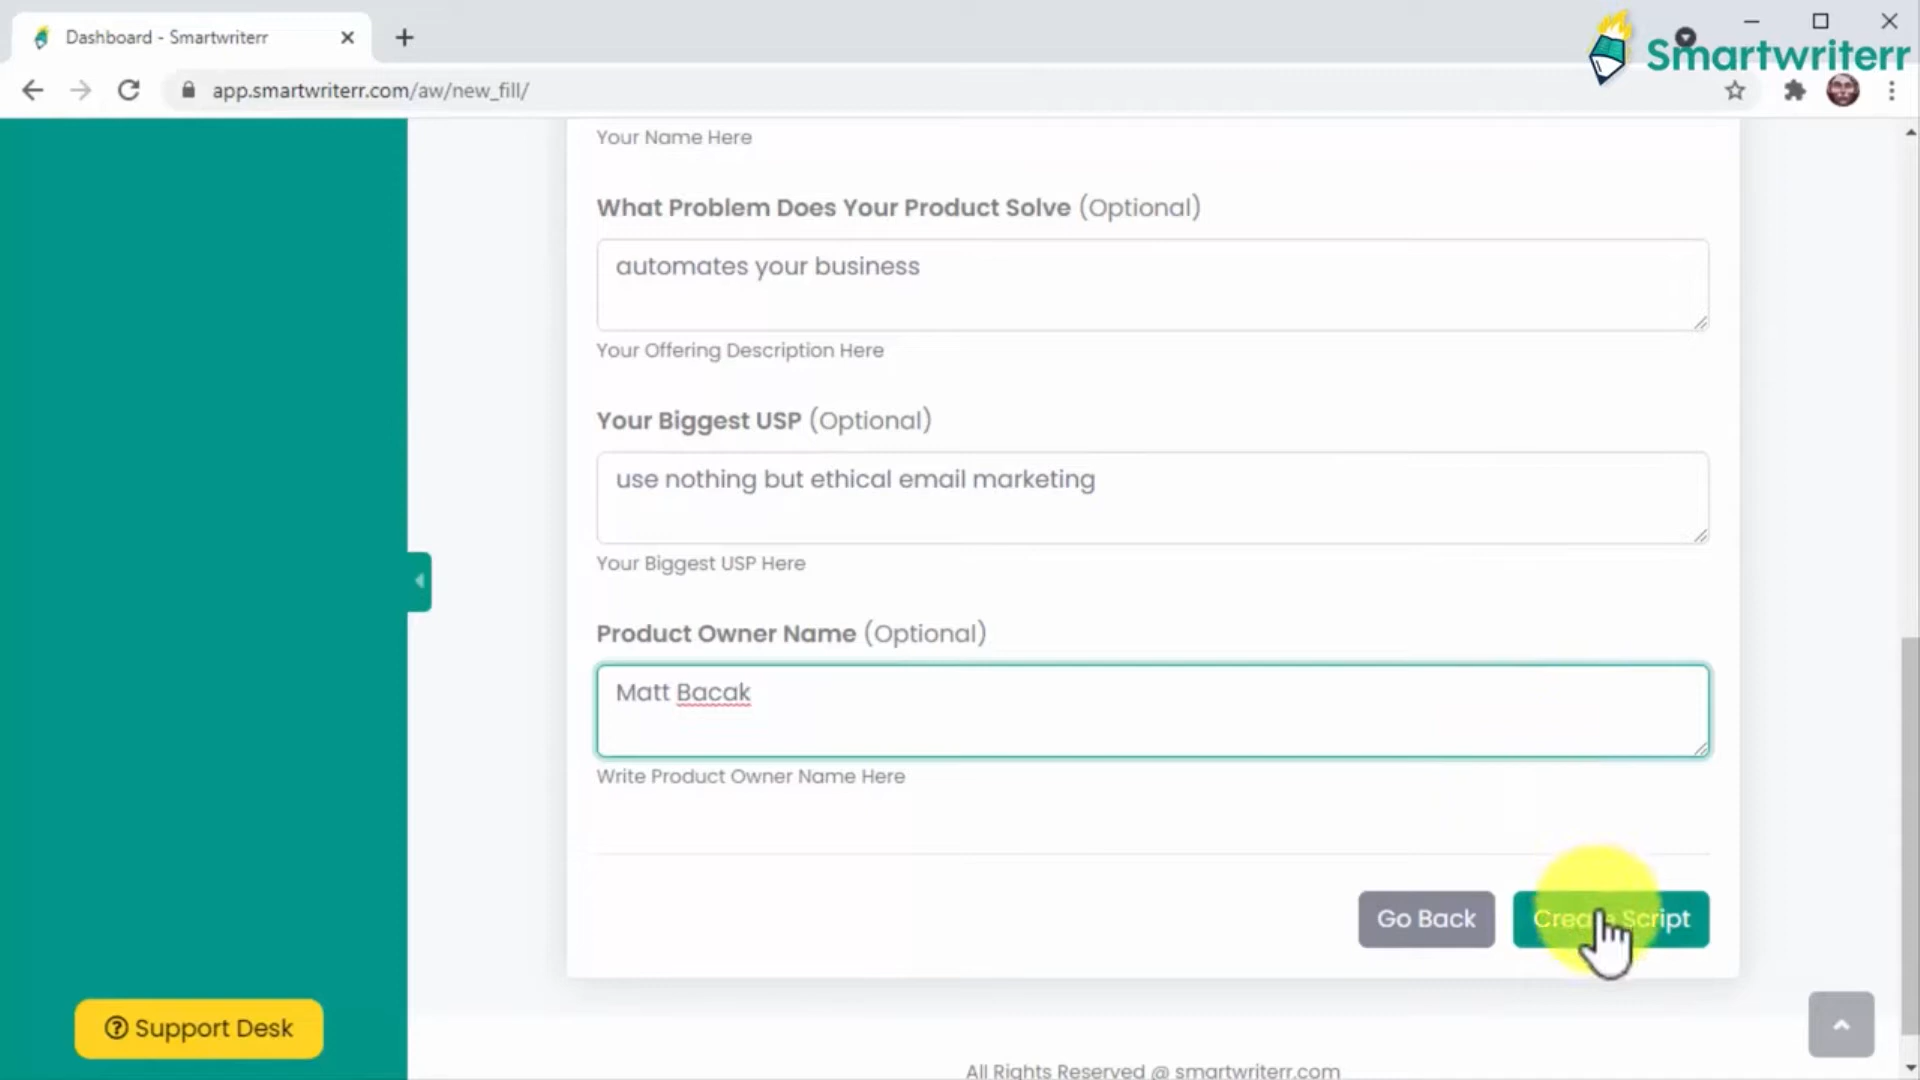 Dashboard - Smartwriterr
Smartwriterr
app.smartwriterr.com/aw/new_fill/
Your Name Here
What Problem Does Your Product Solve (Optional)
automates your business
Your Offering Description Here
Your Biggest USP (Optional)
use nothing but ethical email marketing
Your Biggest USP Here
Product Owner Name (Optional)
Matt Bacak
Write Product Owner Name Here
Go Back
Create Script
Support Desk
All Rights Reserved @ smartwriterr.com